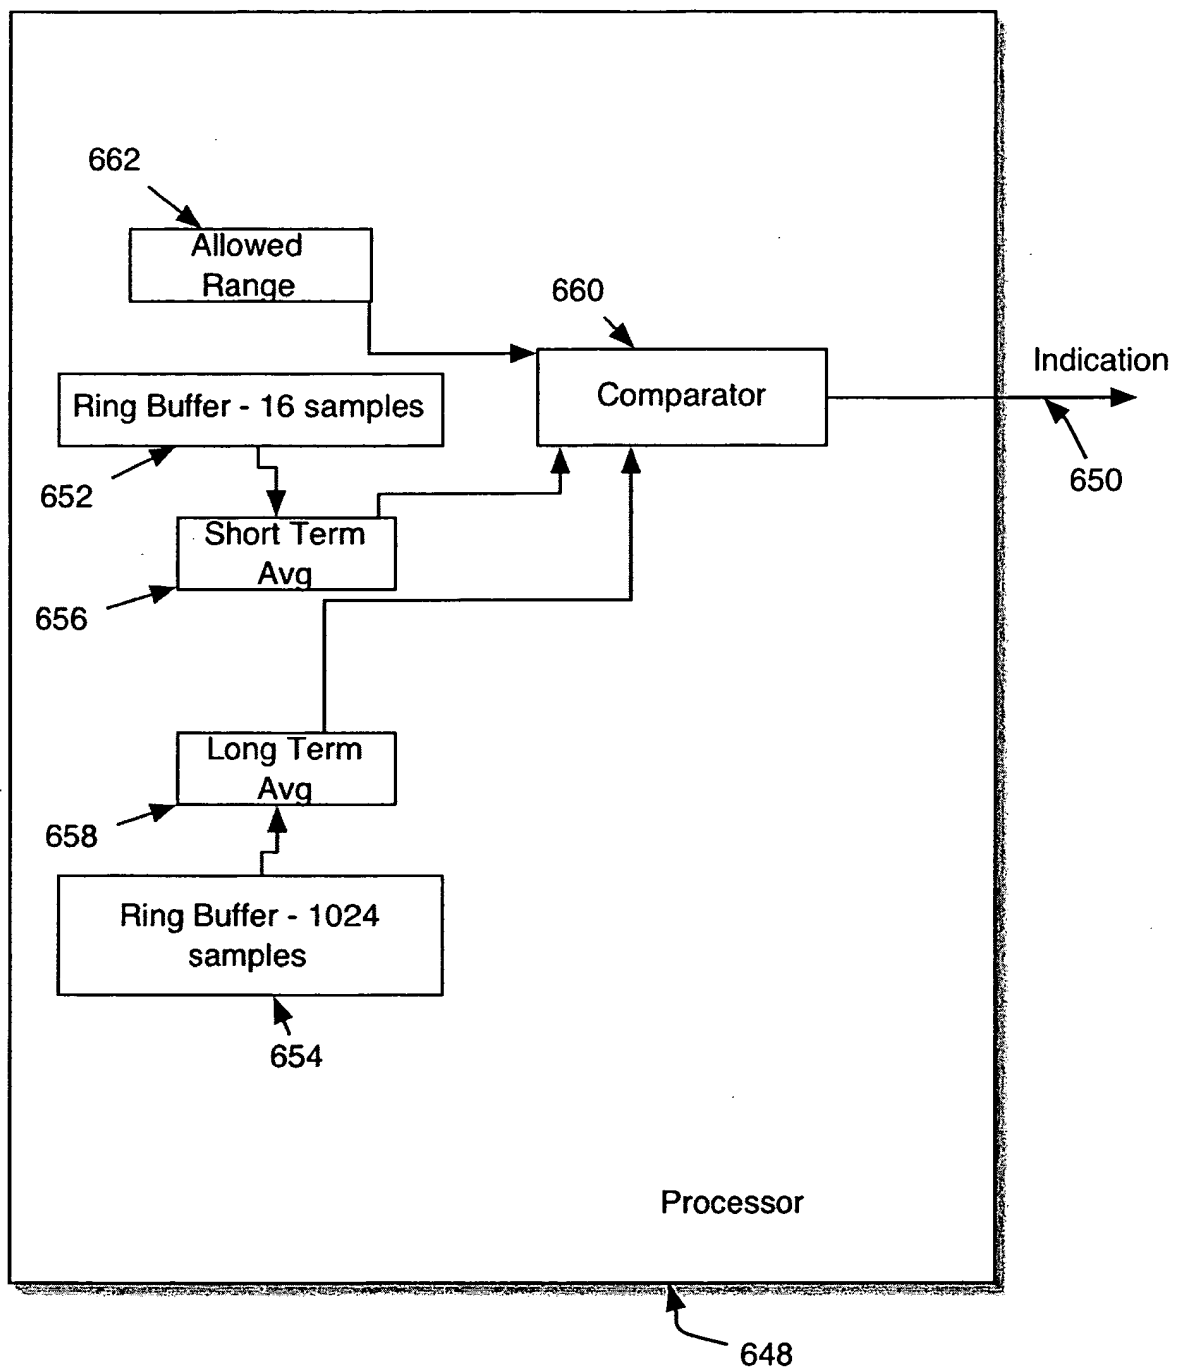 662
Allowed
Range
660
Comparator
Indication
650
Ring Buffer - 16 samples
652
Short Term
Avg
656
Long Term
Avg
658
Ring Buffer - 1024
samples
654
Processor
648